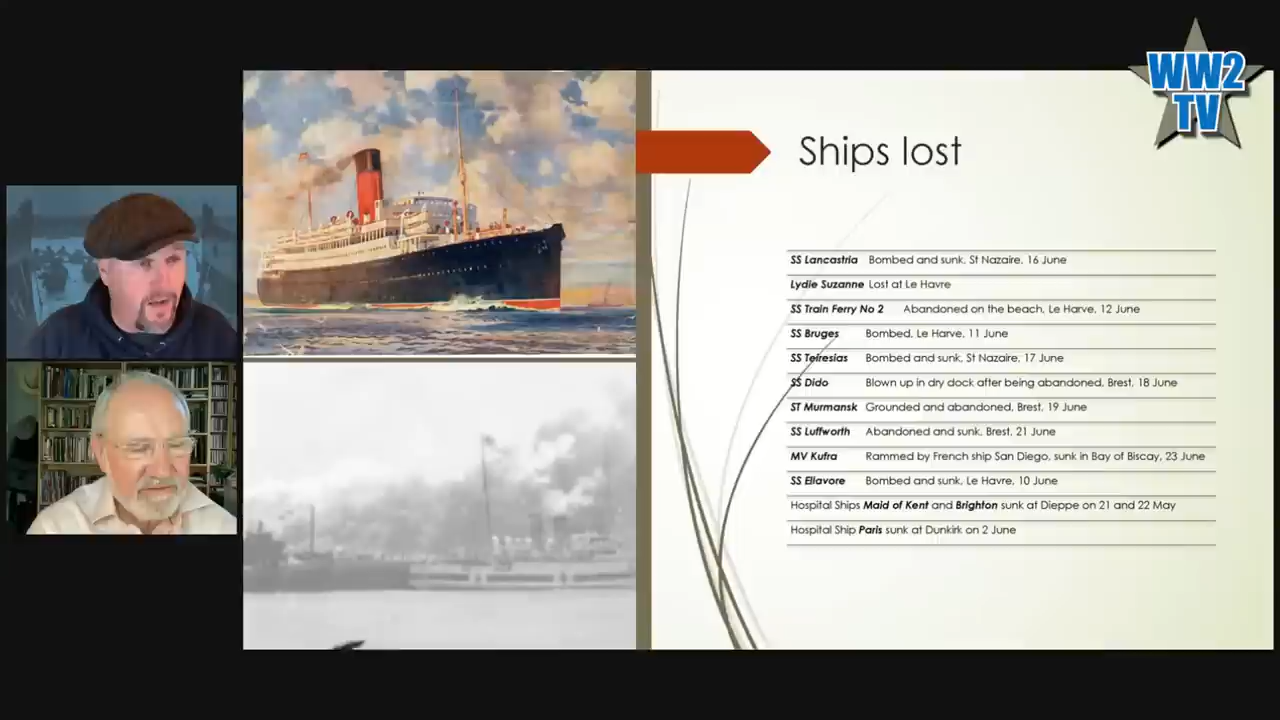 WW2
TV
Ships lost
SS Lancastria Bombed and sunk, St Nazaire, 16 June
Lydie Suzanne Lost at Le Havre
SS Train Ferry No 2 Abandoned on the beach, Le Harve, 12 June
SS Bruges Bombed, Le Harve, 11 June
SS Teiresias Bombed and sunk, St Nazaire, 17 June
SS Dido Blown up in dry dock after being abandoned, Brest, 18 June
ST Murmansk Grounded and abandoned, Brest, 19 June
SS Luffworth Abandoned and sunk, Brest, 21 June
MV Kufra Rammed by French ship San Diego, sunk in Bay of Biscay, 23 June
SS Ellavore Bombed and sunk, Le Havre, 10 June
Hospital Ships Maid of Kent and Brighton sunk at Dieppe on 21 and 22 May
Hospital Ship Paris sunk at Dunkirk on 2 June